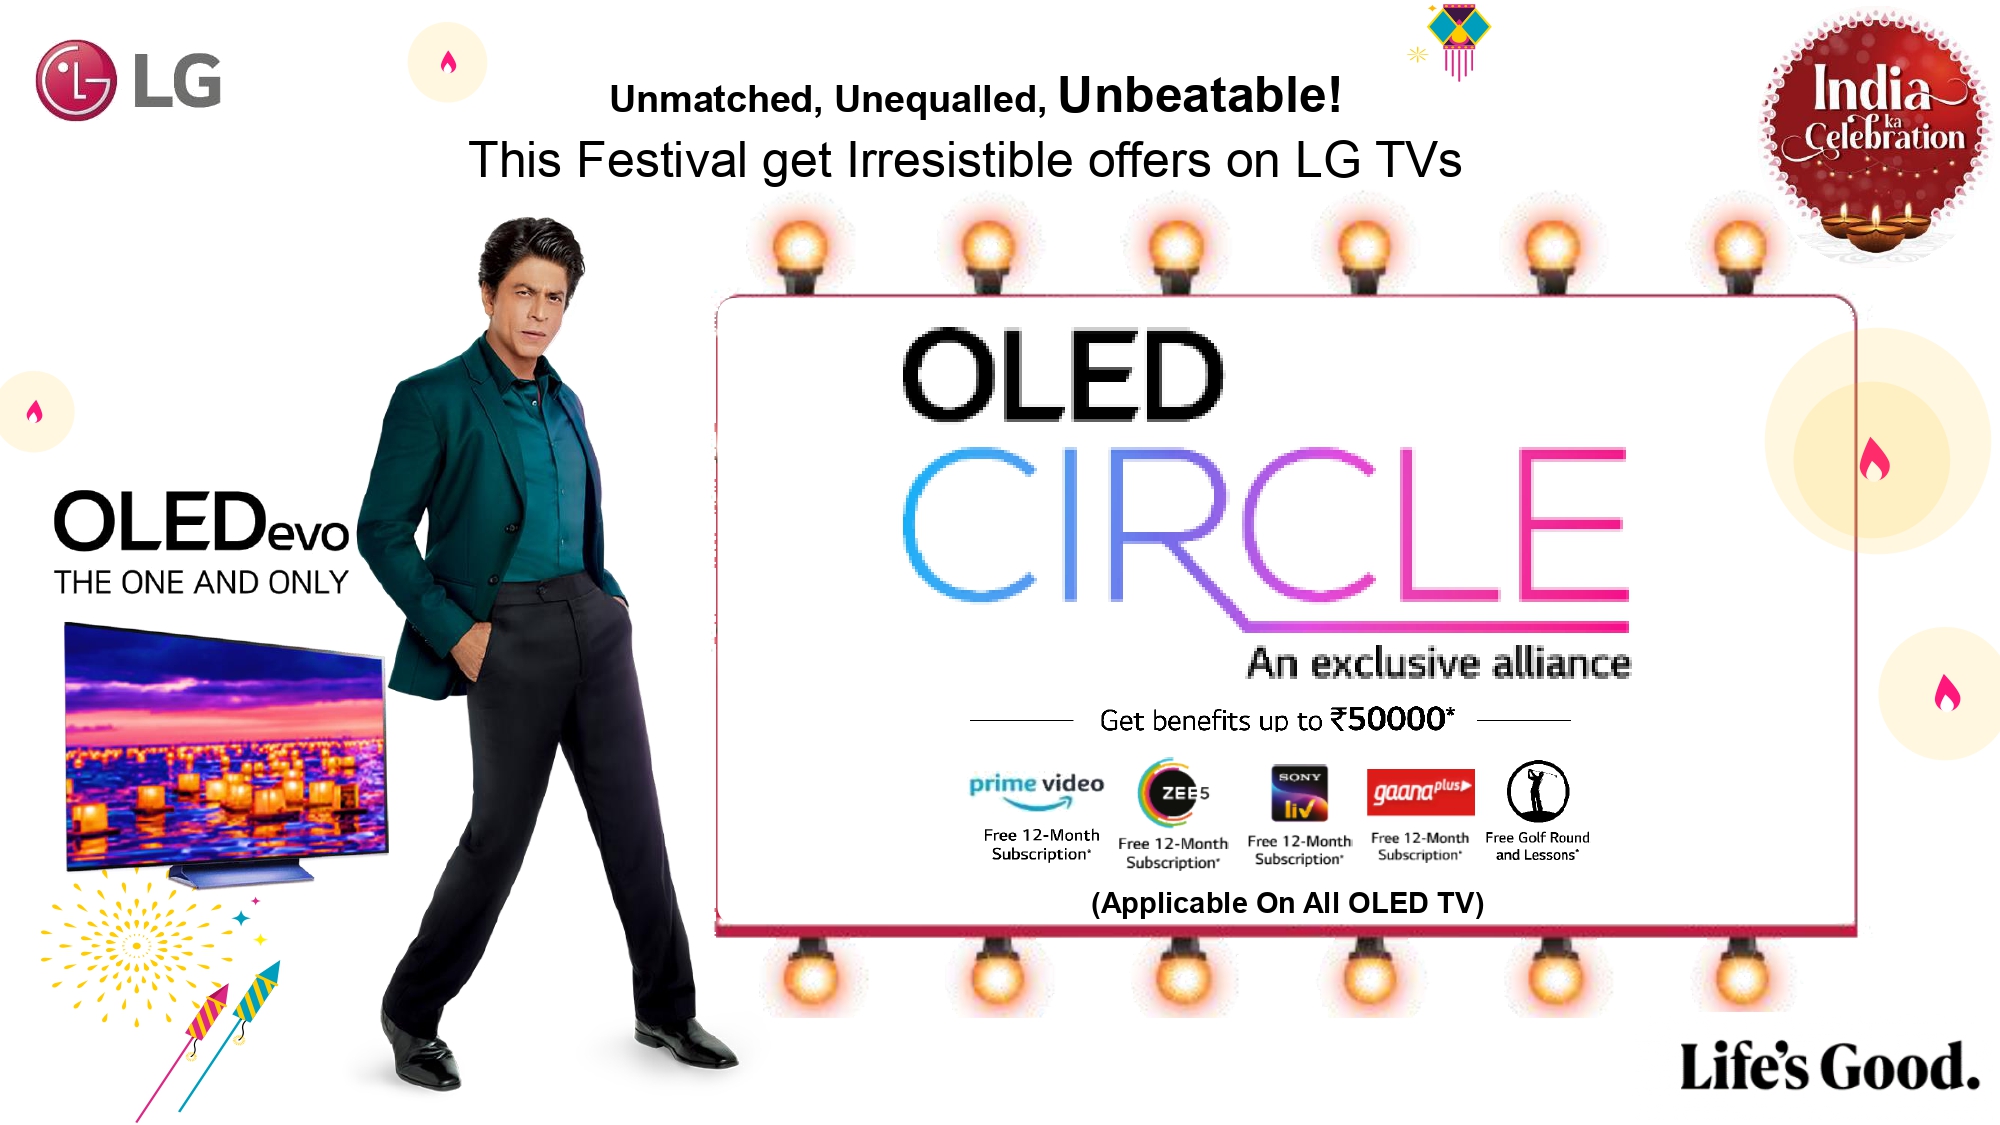 LG
Unmatched, Unequalled, Unbeatable!
This Festival get Irresistible offers on LG TVs
India
ka
Celebration
OLED evo
THE ONE AND ONLY
OLED
CIRCLE
An exclusive alliance
Get benefits up to ₹50000*
prime video
Free 12-Month
Subscription*
ZEE5
Free 12-Month
Subscription*
SONY
liv
Free 12-Month
Subscription*
gaana plus
Free 12-Month
Subscription*
Free Golf Round
and Lessons*
(Applicable On All OLED TV)
Life's Good.